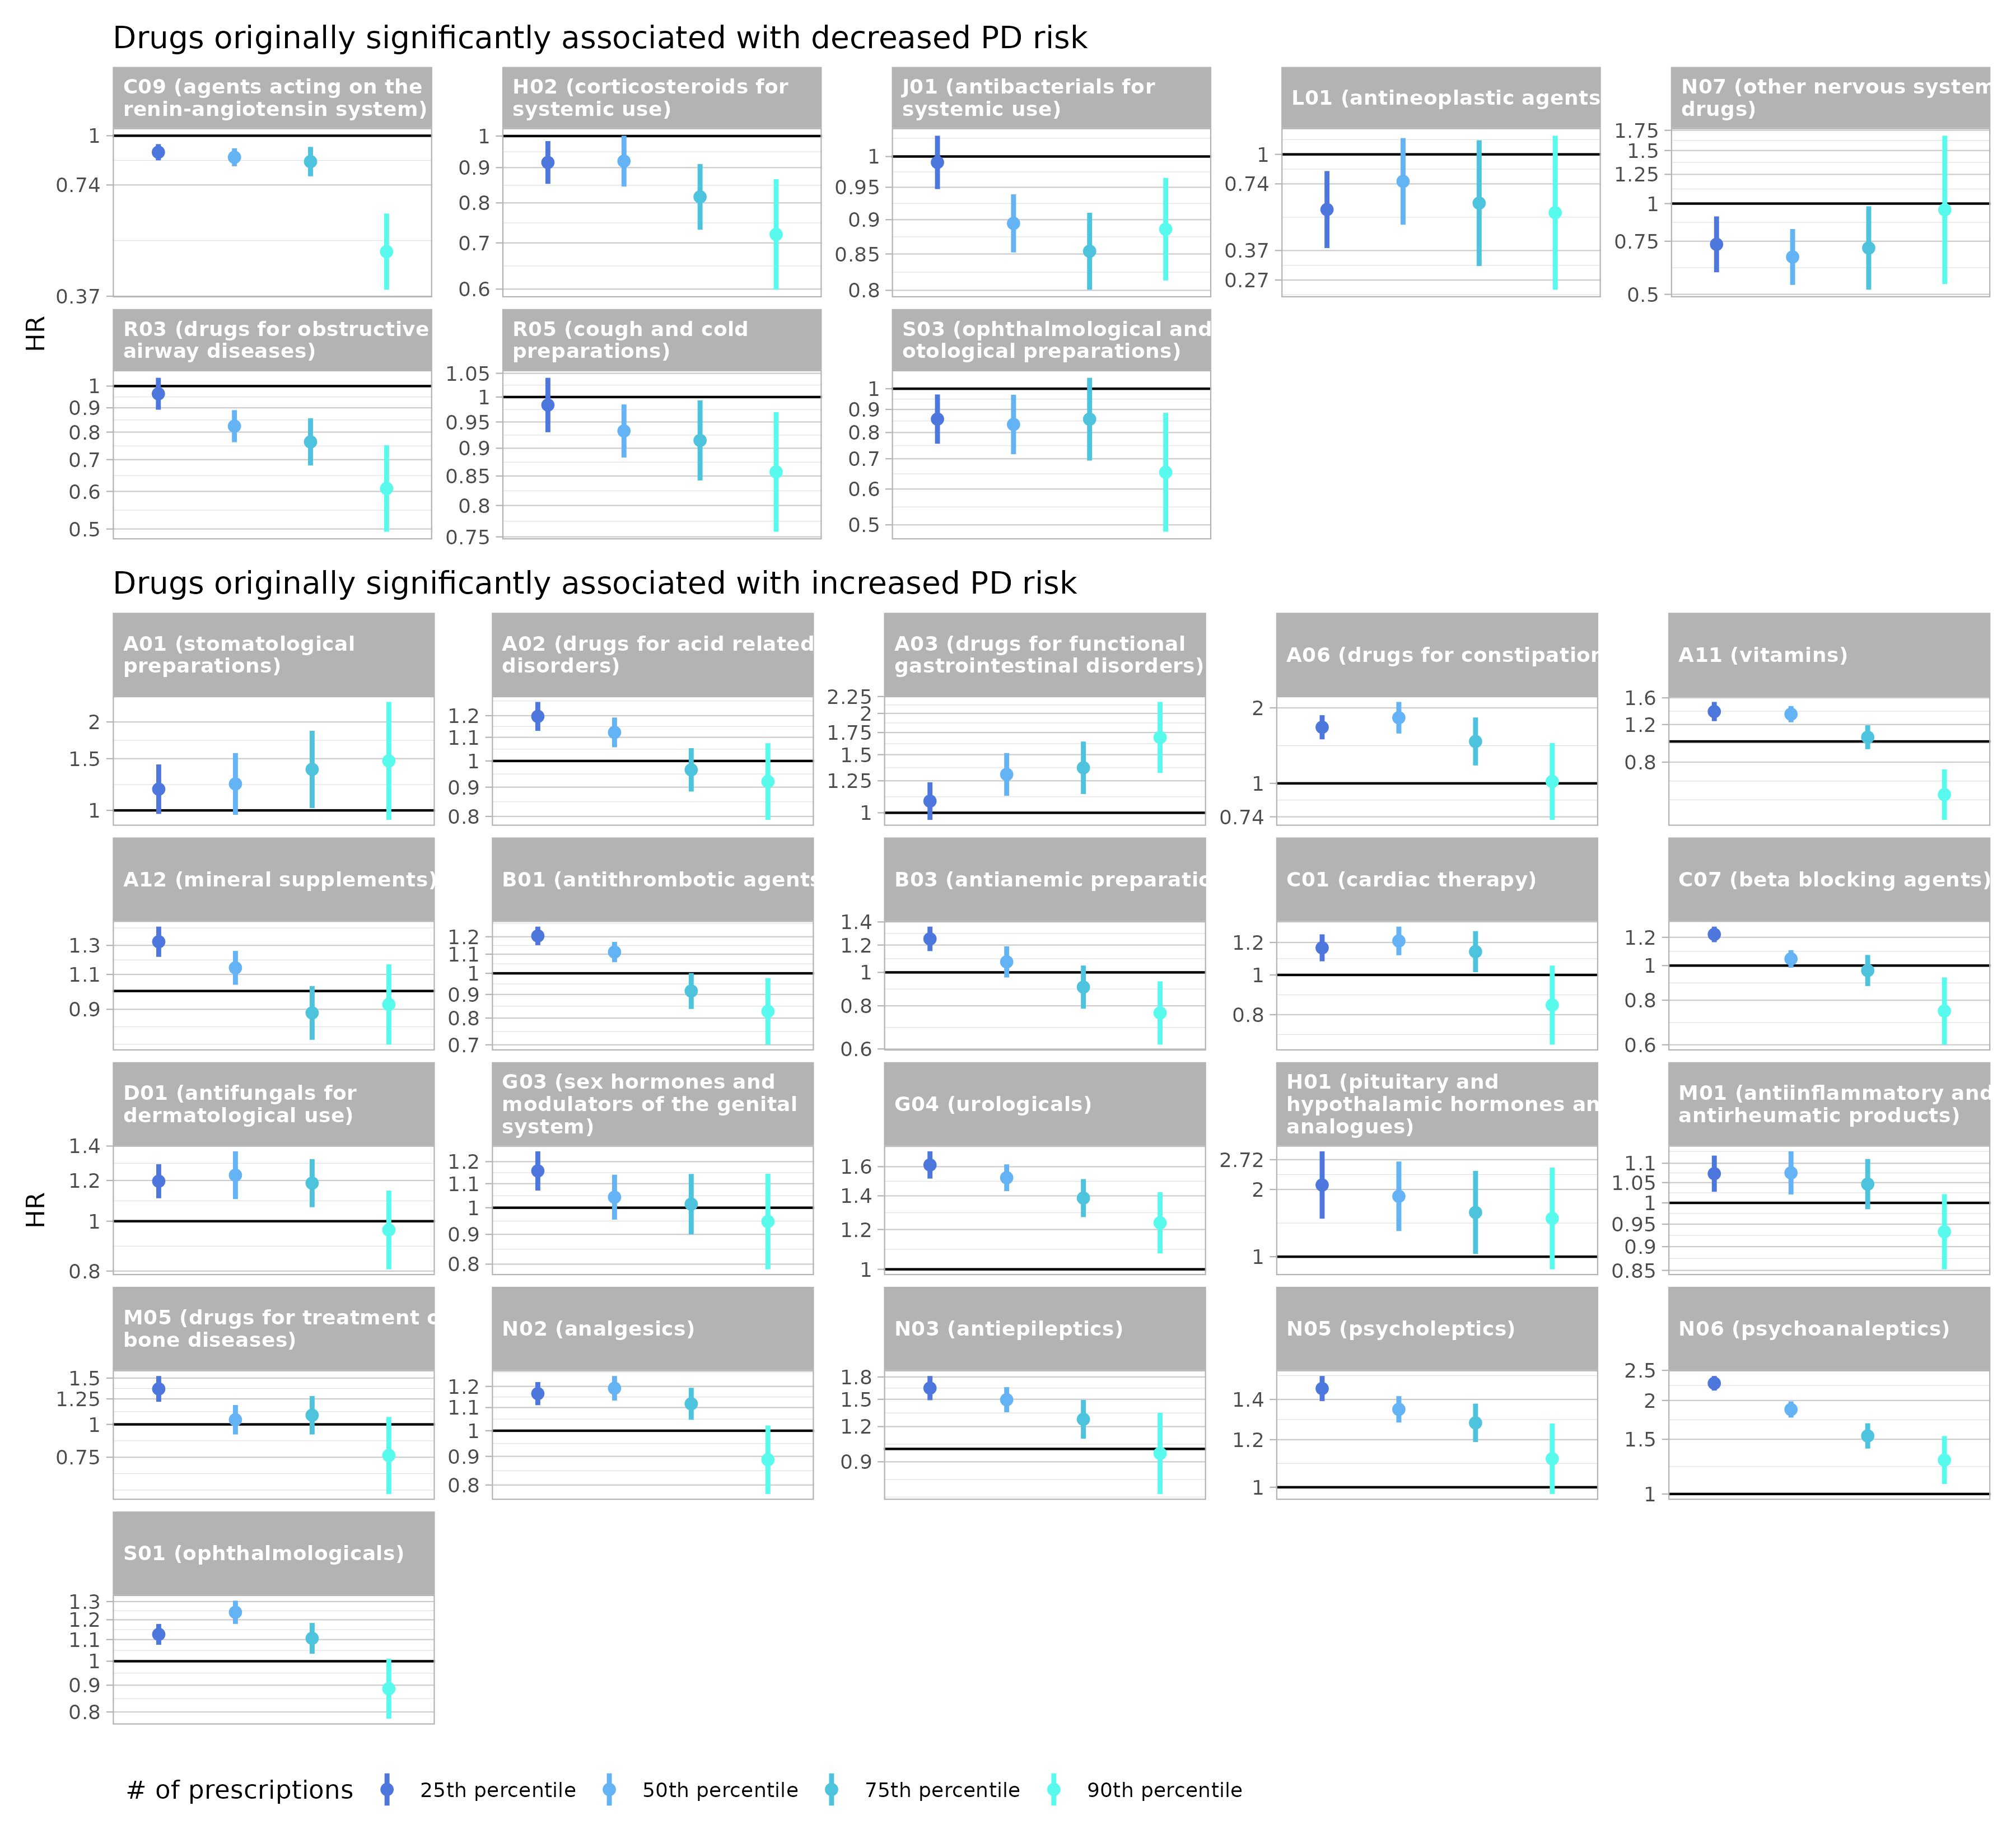 Drugs originally significantly associated with decreased PD risk
C09 (agents acting on the
renin-angiotensin system)
1
0.74
0.37
H02 (corticosteroids for
systemic use)
1
0.9
0.8
0.7
0.6
J01 (antibacterials for
systemic use)
1
0.95
0.9
0.85
0.8
L01 (antineoplastic agents
1
0.74
0.37
0.27
N07 (other nervous system
drugs)
1.75
1.5
1.25
1
0.75
0.5
HR
R03 (drugs for obstructive
airway diseases)
1
0.9
0.8
0.7
0.6
0.5
R05 (cough and cold
preparations)
1.05
1
0.95
0.9
0.85
0.8
0.75
S03 (ophthalmological and
otological preparations)
1
0.9
0.8
0.7
0.6
0.5
Drugs originally significantly associated with increased PD risk
A01 (stomatological
preparations)
2
1.5
1
A02 (drugs for acid related
disorders)
1.2
1.1
1
0.9
0.8
A03 (drugs for functional
gastrointestinal disorders)
2.25
2
1.75
1.5
1.25
1
A06 (drugs for constipation
2
1
0.74
A11 (vitamins)
1.6
1.2
0.8
A12 (mineral supplements)
1.3
1.1
0.9
B01 (antithrombotic agents
1.2
1.1
1
0.9
0.8
0.7
B03 (antianemic preparatic
1.4
1.2
1
0.8
0.6
C01 (cardiac therapy)
1.2
1
0.8
C07 (beta blocking agents)
1.2
1
0.8
0.6
HR
D01 (antifungals for
dermatological use)
1.4
1.2
1
0.8
G03 (sex hormones and
modulators of the genital
system)
1.2
1.1
1
0.9
0.8
G04 (urologicals)
1.6
1.4
1.2
1
H01 (pituitary and
hypothalamic hormones an
analogues)
2.72
2
1
M01 (antiinflammatory and
antirheumatic products)
1.1
1.05
1
0.95
0.9
0.85
M05 (drugs for treatment o
bone diseases)
1.5
1.25
1
0.75
N02 (analgesics)
1.2
1.1
1
0.9
0.8
N03 (antiepileptics)
1.8
1.5
1.2
0.9
N05 (psycholeptics)
1.4
1.2
1
N06 (psychoanaleptics)
2.5
2
1.5
1
S01 (ophthalmologicals)
1.3
1.2
1.1
1
0.9
0.8
# of prescriptions 25th percentile 50th percentile 75th percentile 90th percentile